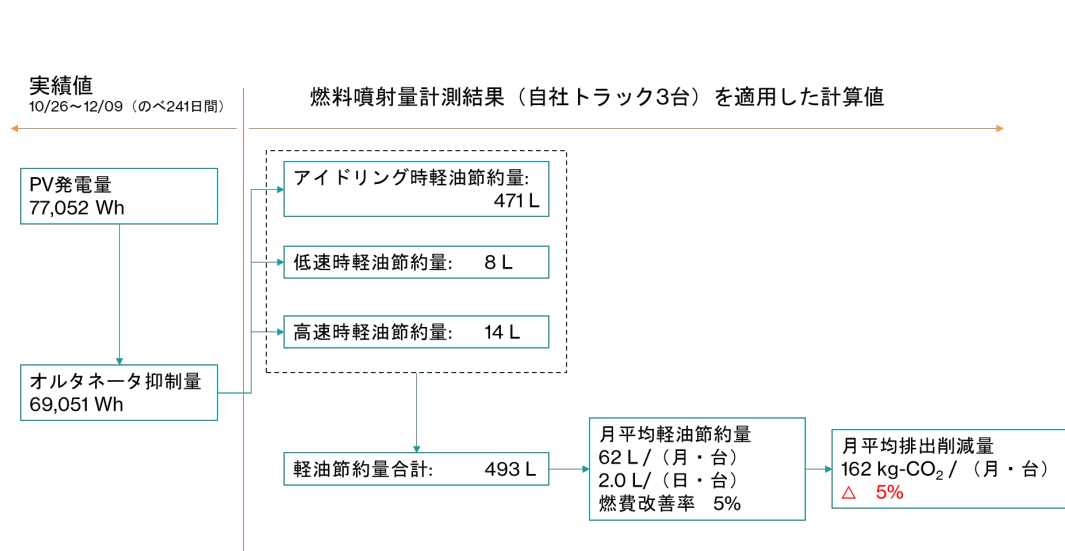 実績値
10/26～12/09（のべ241日間）
燃料噴射量計測結果（自社トラック3台）を適用した計算値
PV発電量
77,052 Wh
オルタネータ抑制量
69,051 Wh
アイドリング時軽油節約量:
471 L
低速時軽油節約量: 8 L
高速時軽油節約量: 14 L
軽油節約量合計: 493 L
月平均軽油節約量
62 L /（月・台）
2.0 L/（日・台）
燃費改善率 5%
月平均排出削減量
162 kg-CO₂ / （月・台）
△ 5%